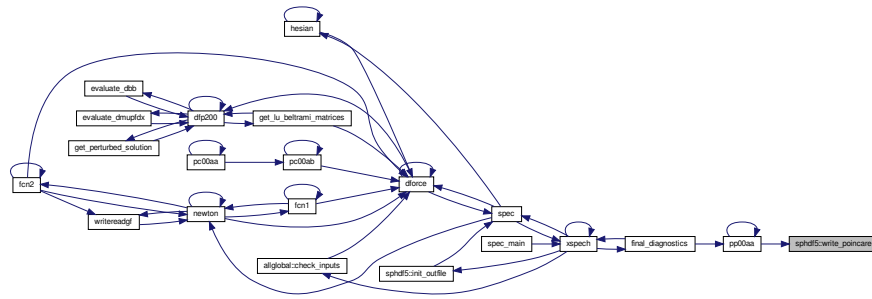 hesian
evaluate_dbb
evaluate_dmupfdx
dfp200
get_lu_beltrami_matrices
get_perturbed_solution
pc00aa
pc00ab
fcn2
dforce
newton
fcn1
spec
writereadgf
spec_main
xspech
final_diagnostics
pp00aa
sphdf5::write_poincare
allglobal::check_inputs
sphdf5::init_outfile